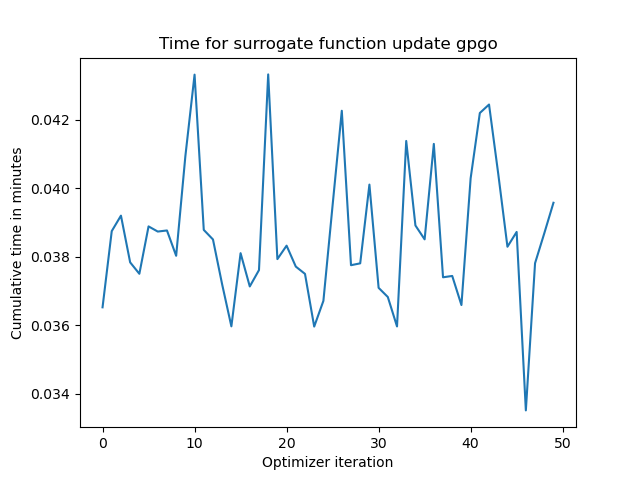 Time for surrogate function update gpgo
Cumulative time in minutes
0.042
0.040
0.038
0.036
0.034
0 10 20 30 40 50
Optimizer iteration